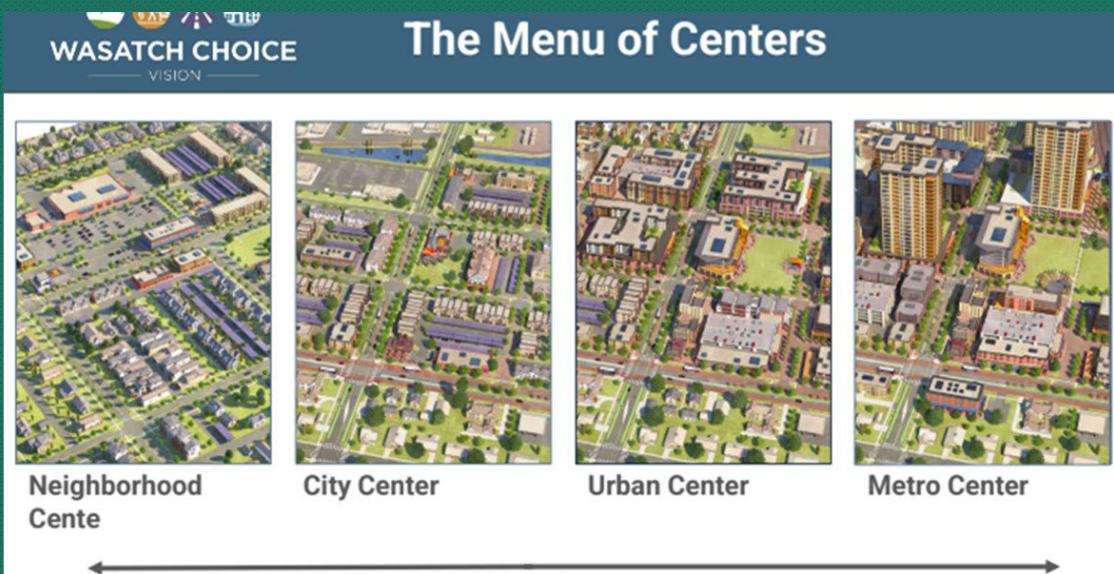 WASATCH CHOICE
VISION
The Menu of Centers
Neighborhood
Cente
City Center
Urban Center
Metro Center